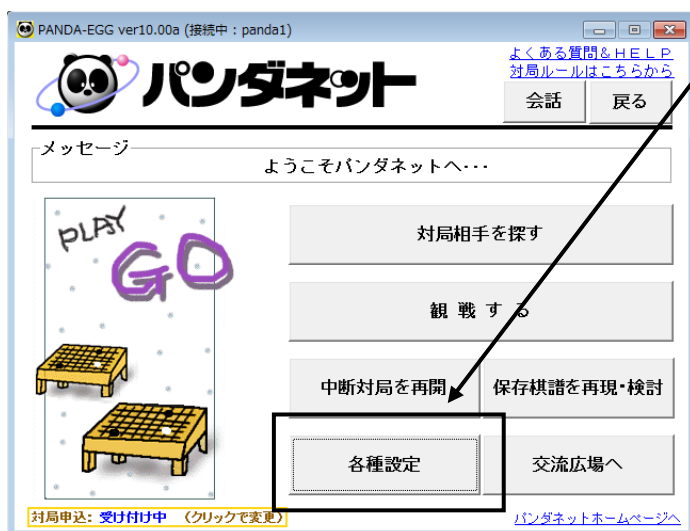 PANDA-EGG ver10.00a (接続中：panda1)
よくある質問＆ＨＥＬＰ
対局ルールはこちらから
パンダネット
会話
戻る
メッセージ
ようこそパンダネットへ・・・
PLAY
GO
対局相手を探す
観 戦 す る
中断対局を再開
保存棋譜を再現・検討
各種設定
交流広場へ
対局申込：受け付け中 （クリックで変更）
パンダネットホームページへ